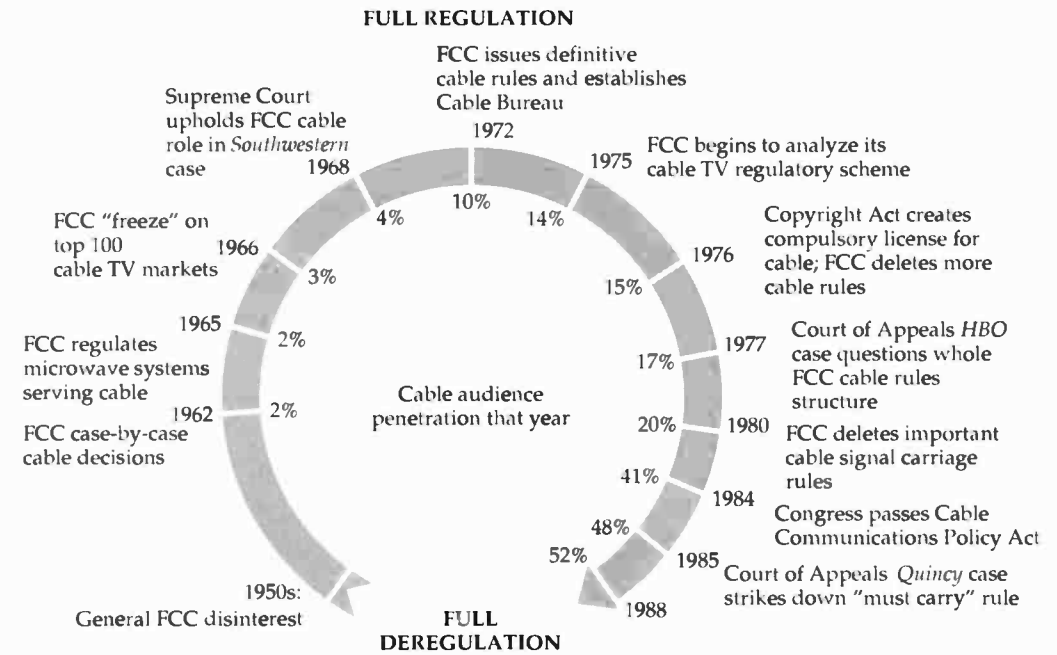 FULL REGULATION
FCC issues definitive
cable rules and establishes
Cable Bureau
1972
10%
Supreme Court
upholds FCC cable
role in Southwestern
case
1968
4%
FCC "freeze" on
top 100
cable TV markets
1966
3%
1965
2%
FCC regulates
microwave systems
serving cable
1962
2%
FCC case-by-case
cable decisions
1950s:
General FCC disinterest
Cable audience
penetration that year
1975
14%
FCC begins to analyze its
cable TV regulatory scheme
1976
15%
Copyright Act creates
compulsory license for
cable; FCC deletes more
cable rules
1977
17%
Court of Appeals HBO
case questions whole
FCC cable rules
structure
1980
20%
FCC deletes important
cable signal carriage
rules
1984
41%
Congress passes Cable
Communications Policy Act
1985
48%
Court of Appeals Quincy case
strikes down "must carry" rule
1988
52%
FULL
DEREGULATION